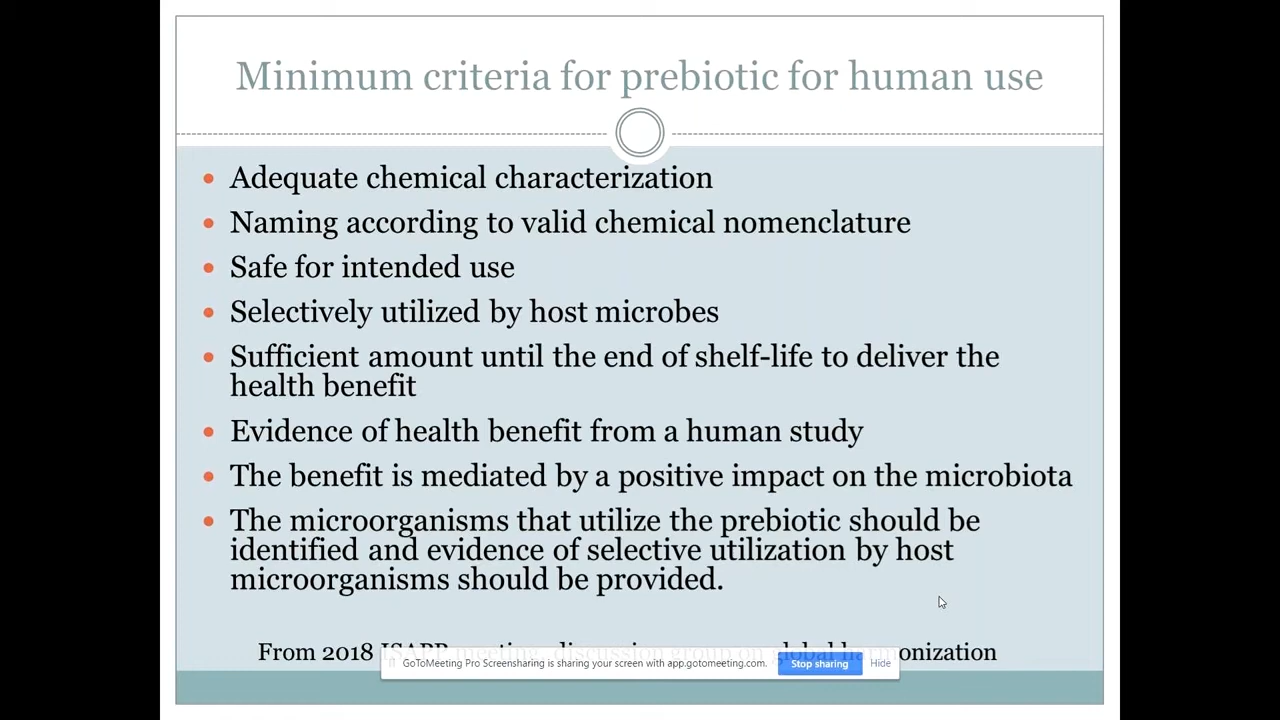 Minimum criteria for prebiotic for human use
Adequate chemical characterization
Naming according to valid chemical nomenclature
Safe for intended use
Selectively utilized by host microbes
Sufficient amount until the end of shelf-life to deliver the
health benefit
Evidence of health benefit from a human study
The benefit is mediated by a positive impact on the microbiota
The microorganisms that utilize the prebiotic should be
identified and evidence of selective utilization by host
microorganisms should be provided.
From 2018 ISAPP meeting, discussion group on global harmonization
GoToMeeting Pro Screensharing is sharing your screen with app.gotomeeting.com.
Stop sharing
Hide